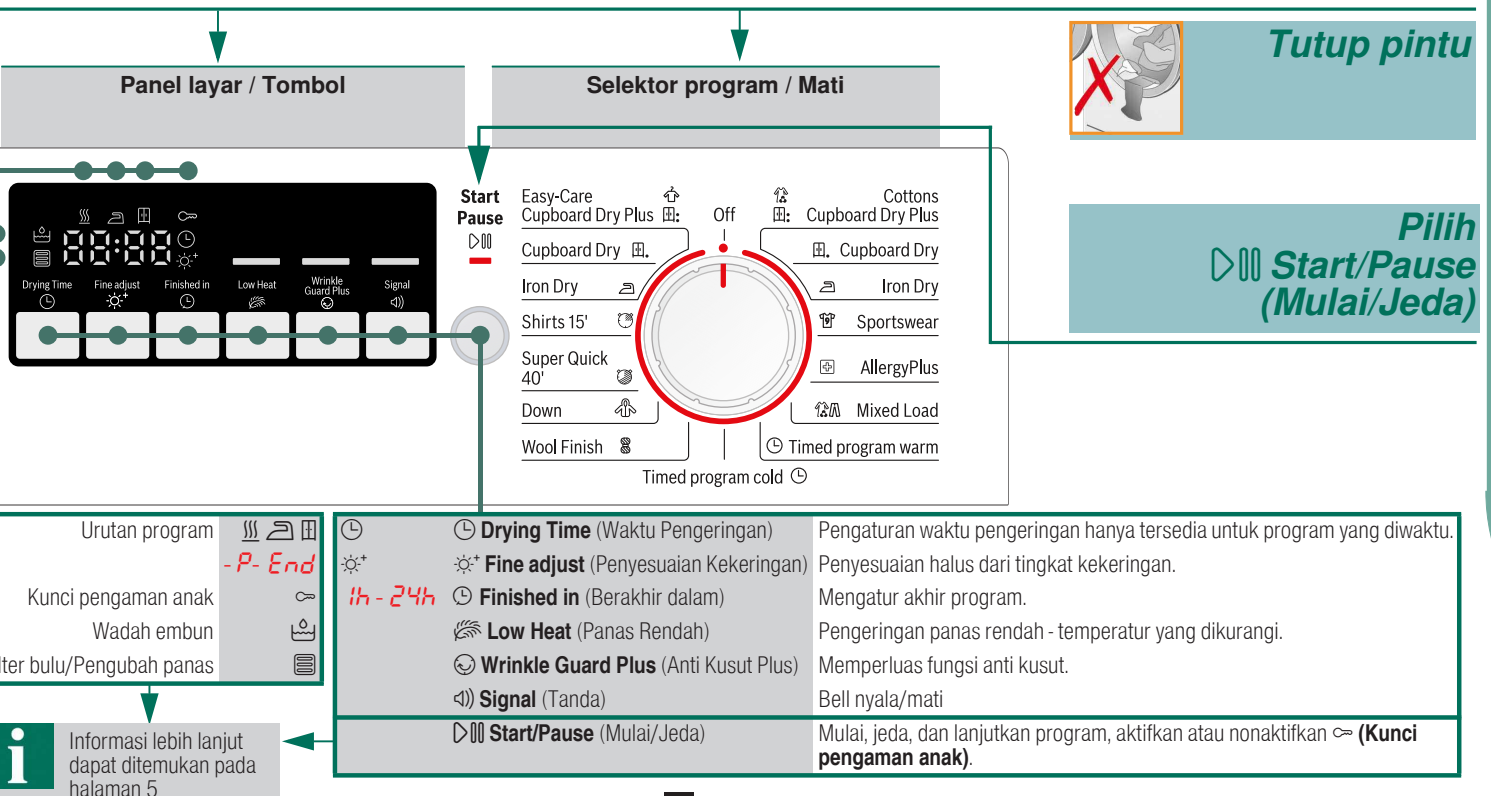 Panel layar / Tombol
Selektor program / Mati
Tutup pintu
Pilih
Start/Pause
(Mulai/Jeda)
88:88
Drying Time
Fine adjust
Finished in
Low Heat
Wrinkle
Guard Plus
Signal
Start
Pause
Easy-Care
Cupboard Dry Plus
Cupboard Dry
Iron Dry
Shirts 15'
Super Quick
40'
Down
Wool Finish
Off
Cottons
Cupboard Dry Plus
Cupboard Dry
Iron Dry
Sportswear
AllergyPlus
Mixed Load
Timed program warm
Timed program cold
Urutan program
-P- End
Kunci pengaman anak
Wadah embun
bulu/Pengubah panas
Drying Time (Waktu Pengeringan) Pengaturan waktu pengeringan hanya tersedia untuk program yang diwaktu.
Fine adjust (Penyesuaian Kekeringan) Penyesuaian halus dari tingkat kekeringan.
1h - 24h Finished in (Berakhir dalam) Mengatur akhir program.
Low Heat (Panas Rendah) Pengeringan panas rendah - temperatur yang dikurangi.
Wrinkle Guard Plus (Anti Kusut Plus) Memperluas fungsi anti kusut.
Signal (Tanda) Bell nyala/mati
Start/Pause (Mulai/Jeda) Mulai, jeda, dan lanjutkan program, aktifkan atau nonaktifkan (Kunci
pengaman anak).
i
Informasi lebih lanjut
dapat ditemukan pada
halaman 5